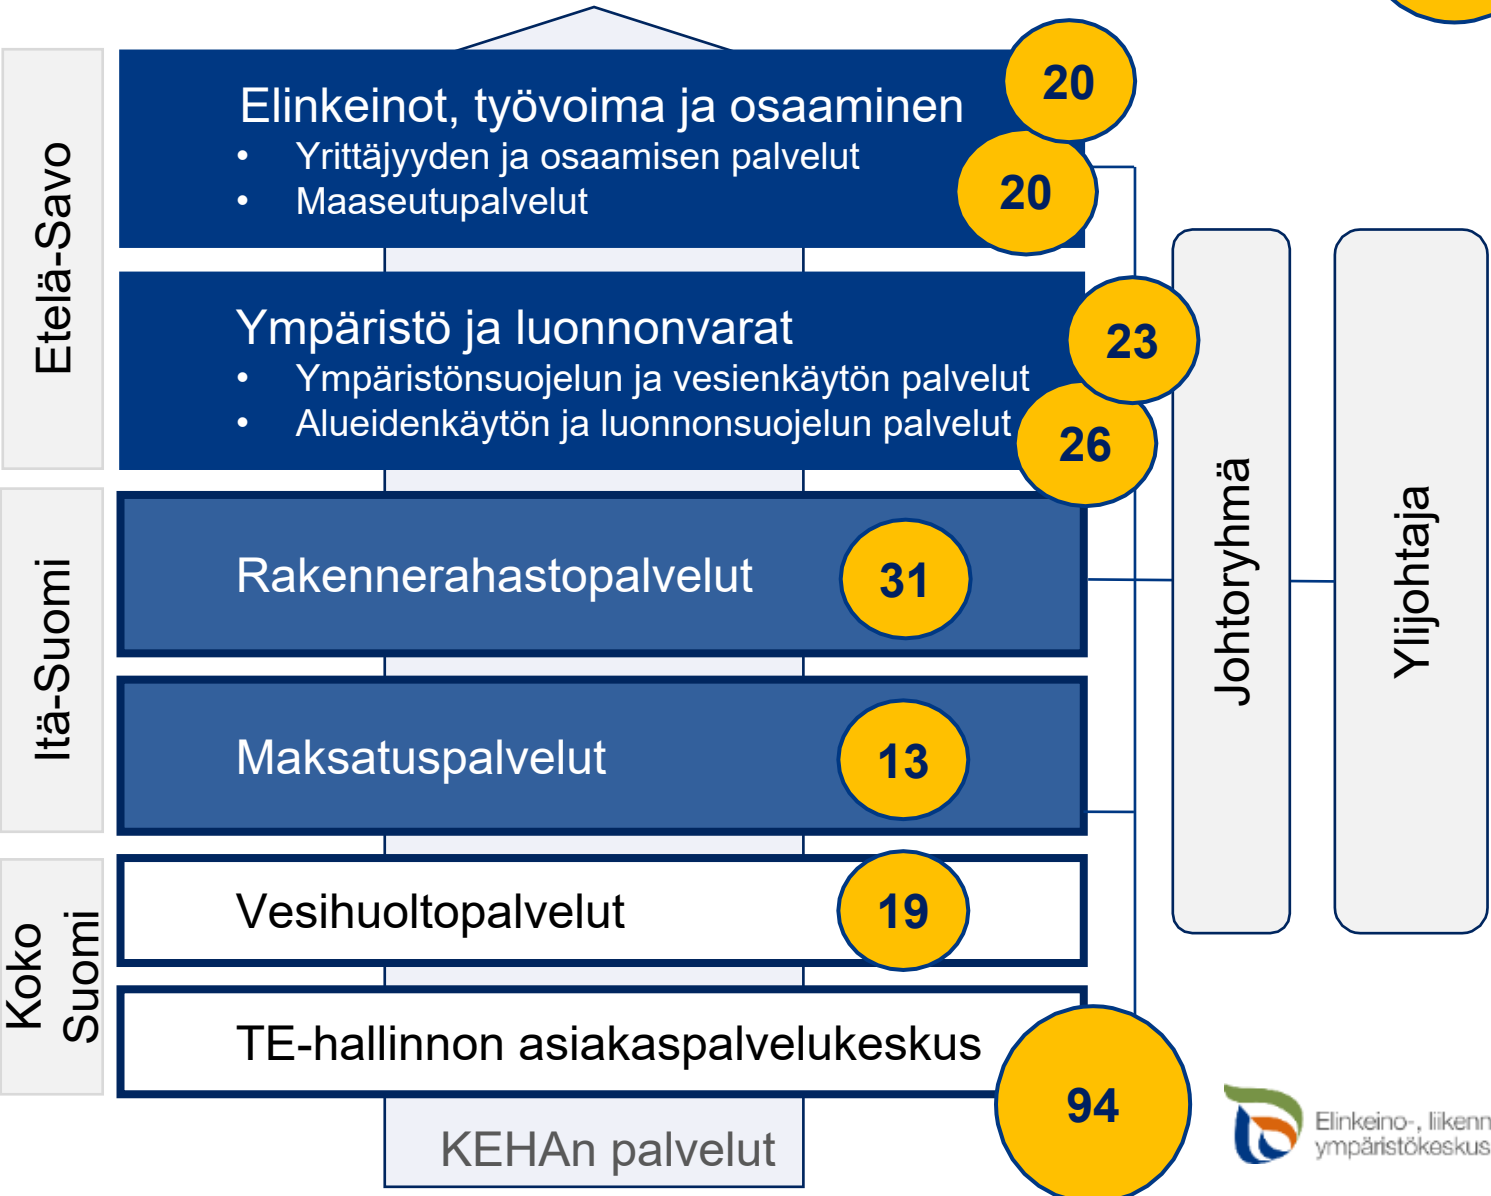 Etelä-Savo
Elinkeinot, työvoima ja osaaminen
• Yrittäjyyden ja osaamisen palvelut
• Maaseutupalvelut
20
20
Ympäristö ja luonnonvarat
• Ympäristönsuojelun ja vesienkäytön palvelut
• Alueidenkäytön ja luonnonsuojelun palvelut
23
26
Itä-Suomi
Rakennerahastopalvelut
31
Maksatuspalvelut
13
Koko
Suomi
Vesihuoltopalvelut
19
TE-hallinnon asiakaspalvelukeskus
94
KEHAn palvelut
Johtoryhmä
Ylijohtaja
Elinkeino-, liikenn
ympäristökeskus